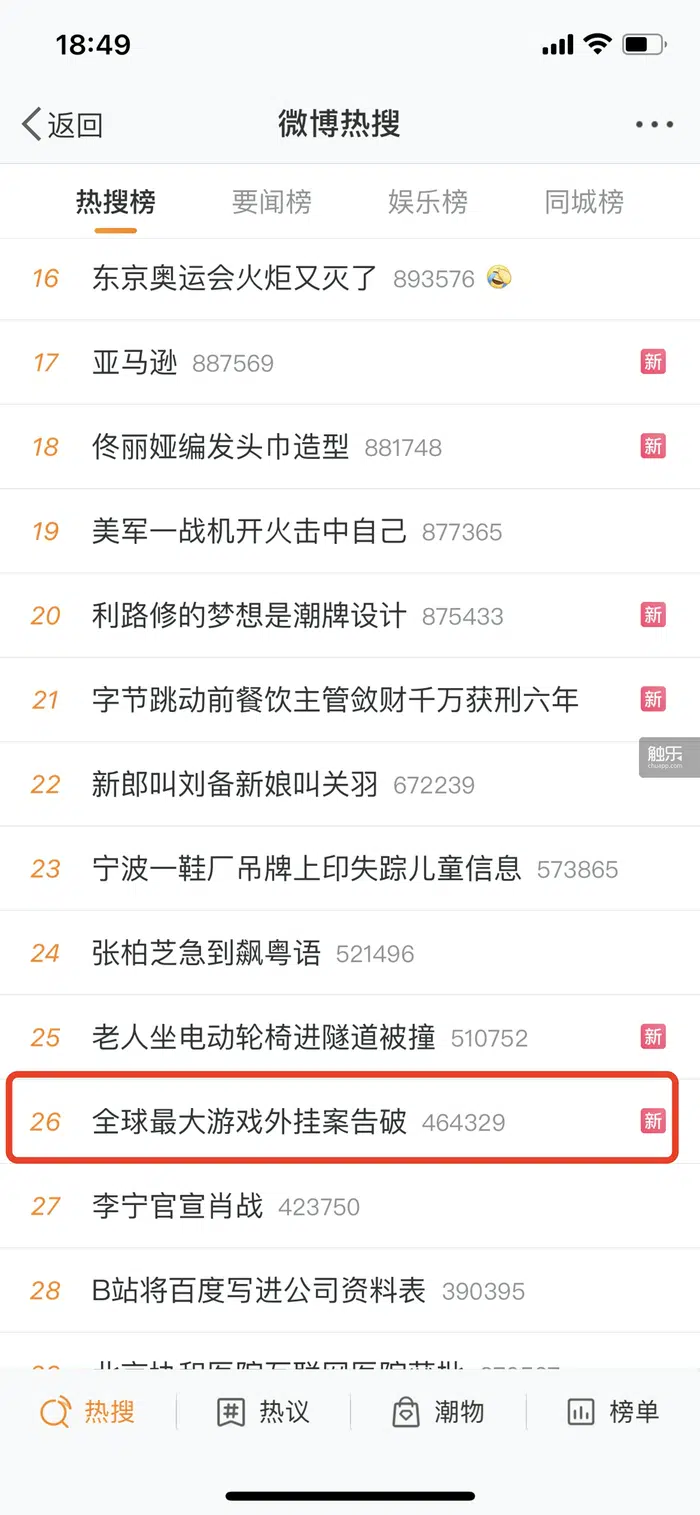 18:49
返回
微博热搜
热搜榜 要闻榜 娱乐榜 同城榜
16 东京奥运会火炬又灭了 893576
17 亚马逊 887569 新
18 佟丽娅编发头巾造型 881748 新
19 美军一战机开火击中自己 877365
20 利路修的梦想是潮牌设计 875433 新
21 字节跳动前餐饮主管敛财千万获刑六年 新
触乐
chuapp.com
22 新郎叫刘备新娘叫关羽 672239
23 宁波一鞋厂吊牌上印失踪儿童信息 573865
24 张柏芝急到飙粤语 521496
25 老人坐电动轮椅进隧道被撞 510752 新
26 全球最大游戏外挂案告破 464329 新
27 李宁官宣肖战 423750
28 B站将百度写进公司资料表 390395
热搜 热议 潮物 榜单